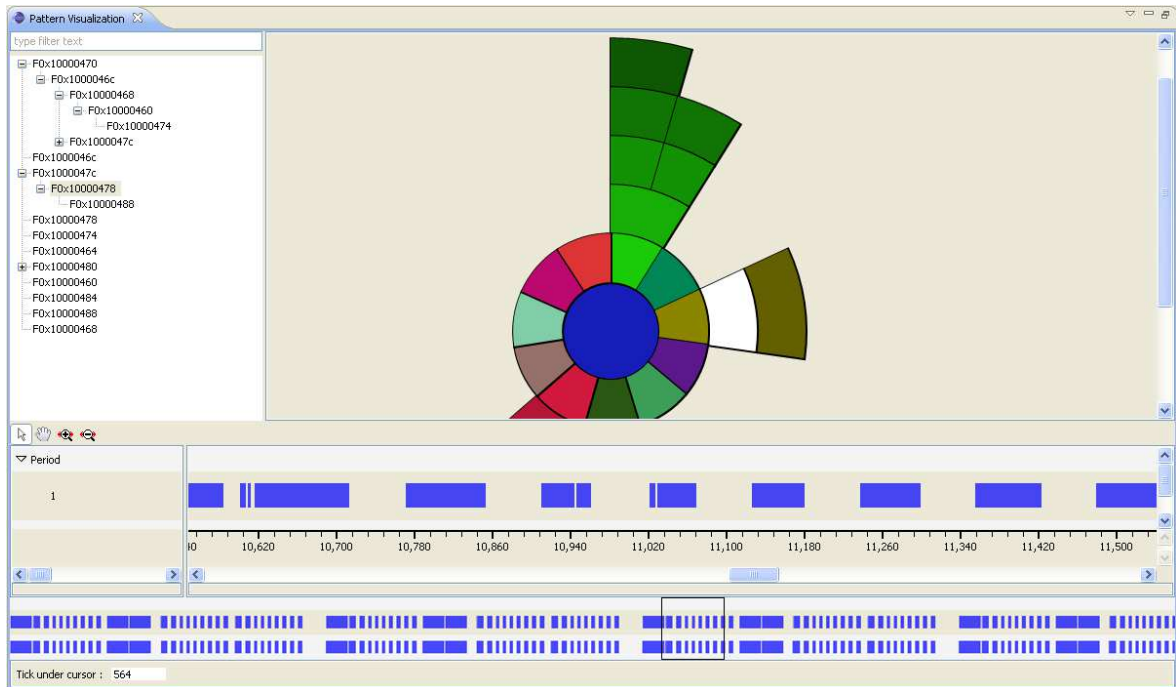 Pattern Visualization
type filter text
F0x10000470
F0x1000046c
F0x10000468
F0x10000460
F0x10000474
F0x1000047c
F0x1000046c
F0x1000047c
F0x10000478
F0x10000488
F0x10000478
F0x10000474
F0x10000464
F0x10000480
F0x10000460
F0x10000484
F0x10000488
F0x10000468
Period
1
10,620 10,700 10,780 10,860 10,940 11,020 11,100 11,180 11,260 11,340 11,420 11,500
Tick under cursor : 564